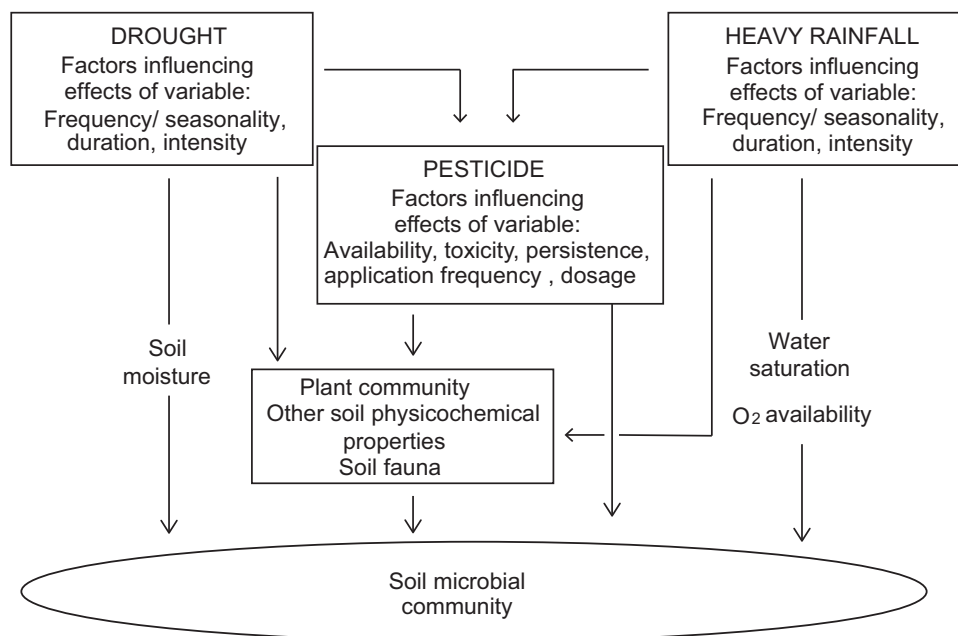 DROUGHT
Factors influencing
effects of variable:
Frequency/ seasonality,
duration, intensity
HEAVY RAINFALL
Factors influencing
effects of variable:
Frequency/ seasonality,
duration, intensity
PESTICIDE
Factors influencing
effects of variable:
Availability, toxicity, persistence,
application frequency , dosage
Soil
moisture
Plant community
Other soil physicochemical
properties
Soil fauna
Water
saturation
O2 availability
Soil microbial
community